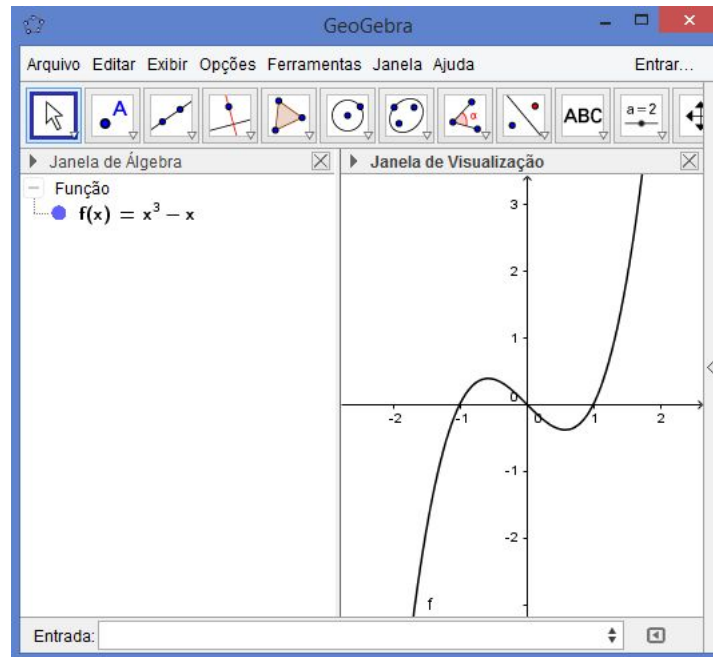 GeoGebra
Arquivo Editar Exibir Opções Ferramentas Janela Ajuda Entrar...
A α ABC a=2
Janela de Álgebra
Janela de Visualização
Função
f(x) = x³ − x
3
2
1
0
-2 -1 0 1 2
-1
-2
f
Entrada: